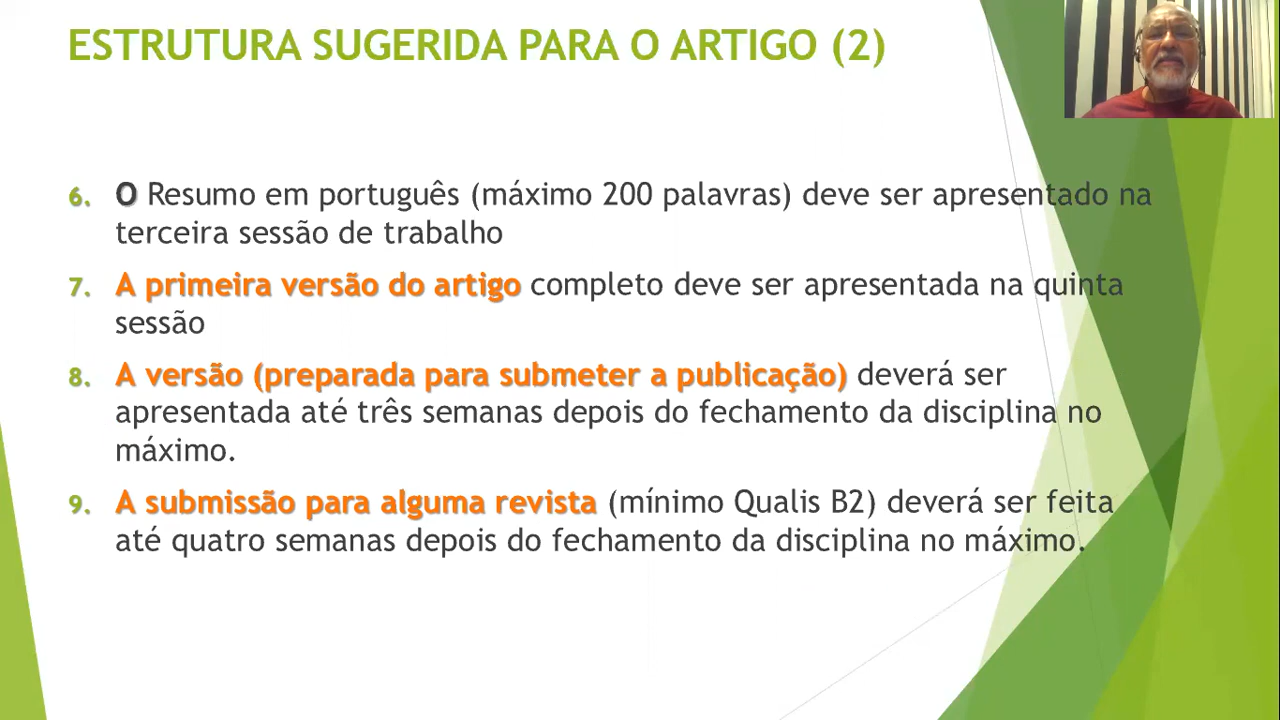 ESTRUTURA SUGERIDA PARA O ARTIGO (2)
6. O Resumo em português (máximo 200 palavras) deve ser apresentado na
terceira sessão de trabalho
7. A primeira versão do artigo completo deve ser apresentada na quinta
sessão
8. A versão (preparada para submeter a publicação) deverá ser
apresentada até três semanas depois do fechamento da disciplina no
máximo.
9. A submissão para alguma revista (mínimo Qualis B2) deverá ser feita
até quatro semanas depois do fechamento da disciplina no máximo.